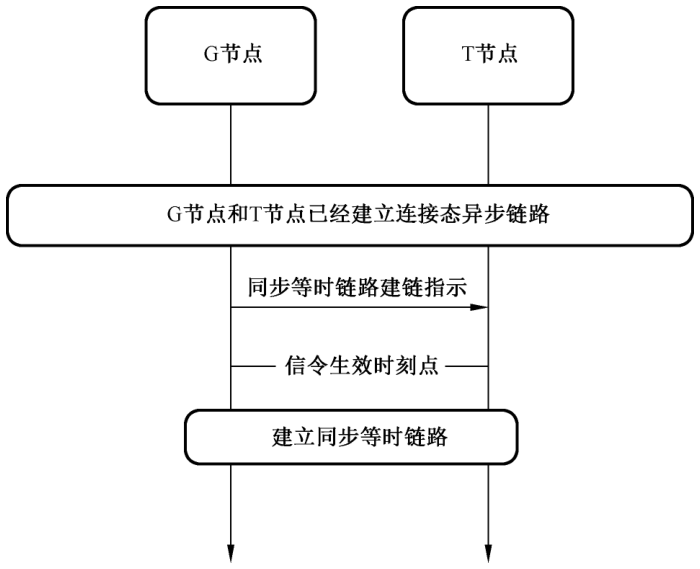 G节点
T节点
G节点和T节点已经建立连接态异步链路
同步等时链路建链指示
信令生效时刻点
建立同步等时链路